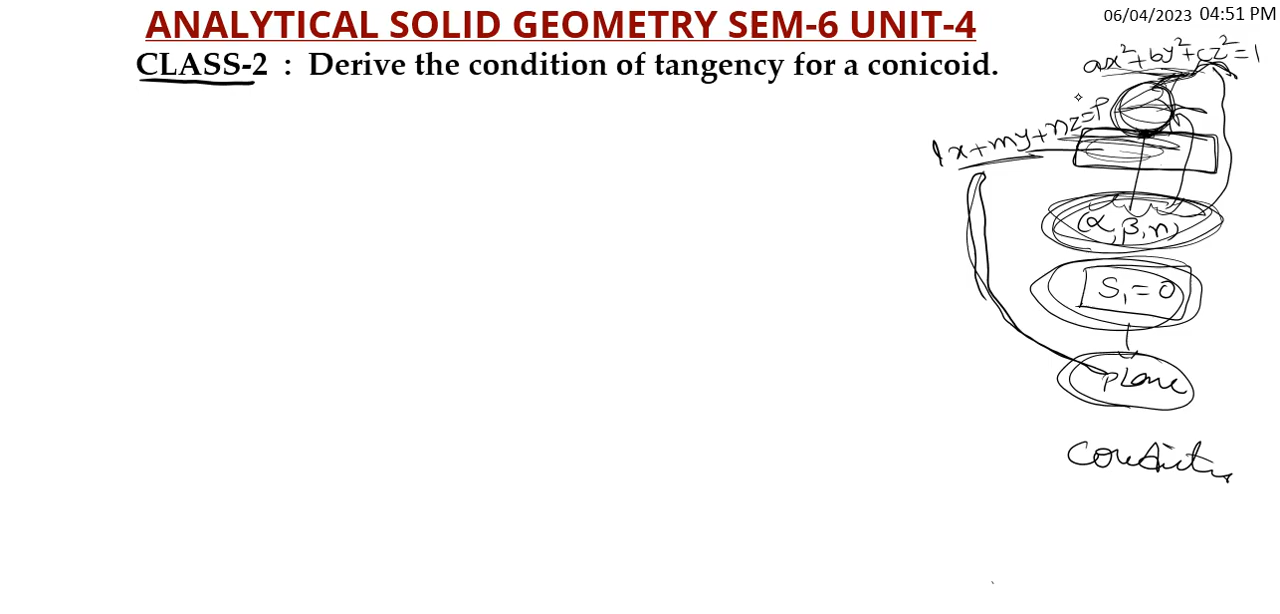 ANALYTICAL SOLID GEOMETRY SEM-6 UNIT-4
06/04/2023 04:51 PM
CLASS-2 : Derive the condition of tangency for a conicoid.
ax²+by²+cz²=1
lx+my+nz=p
(α, β, n)
S₁=0
plane